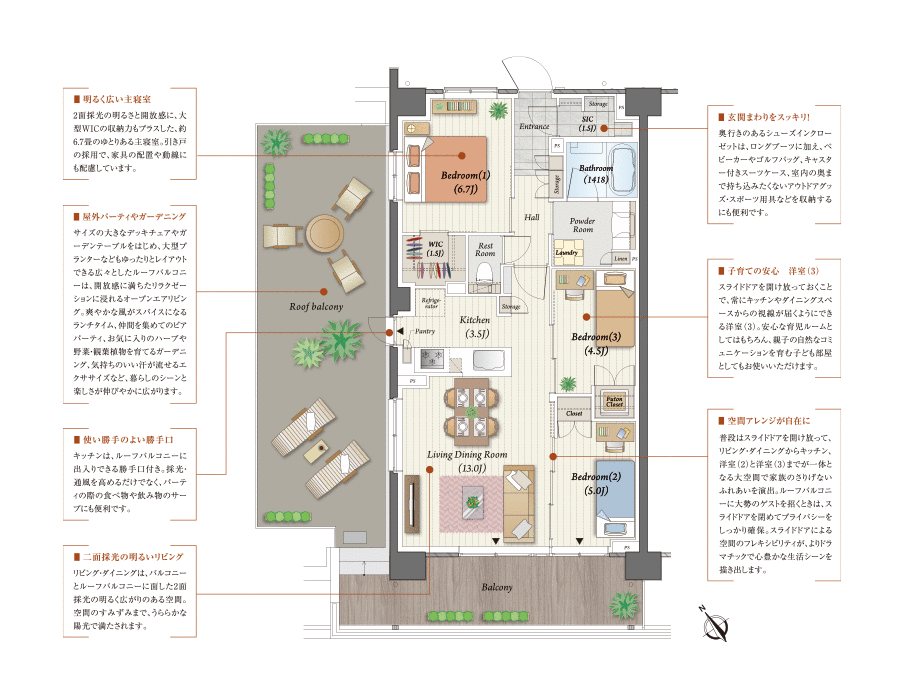 ■ 明るく広い主寝室
2面採光の明るさと開放感に、大
型WICの収納力もプラスした、約
6.7畳のゆとりある主寝室。引き戸
の採用で、家具の配置や動線に
も配慮しています。
■ 屋外パーティやガーデニング
サイズの大きなデッキチェアやガ
ーデンテーブルをはじめ、大型プ
ランターなどもゆったりとレイアウト
できる広々としたルーフバルコニ
ーは、開放感に満ちたリラクゼ
ーションに浸れるオープンエアリビン
グ。爽やかな風がスパイスになる
ランチタイム、仲間を集めてのビア
パーティ、お気に入りのハーブや
野菜・観葉植物を育てるガーデニ
ング、気持ちのいい汗が流せるエ
クササイズなど、暮らしのシーンと
楽しさが伸びやかに広がります。
■ 使い勝手のよい勝手口
キッチンは、ルーフバルコニーに
出入りできる勝手口付き。採光・
通風を高めるだけでなく、パーテ
ィの際の食べ物や飲み物のサー
ブにも便利です。
■ 二面採光の明るいリビング
リビング・ダイニングは、バルコニー
とルーフバルコニーに面した2面
採光の明るく広がりのある空間。
空間のすみずみまで、うららかな
陽光で満たされます。
Roof balcony
Bedroom(1)
(6.7J)
Entrance
Storage
PS
SIC
(1.5J)
PS
Bathroom
(1418)
Storage
Hall
Powder
Room
Laundry
Linen
PS
WIC
(1.5J)
Rest
Room
Refrige-
rator
Storage
Kitchen
(3.5J)
Pantry
PS
Bedroom(3)
(4.5J)
Futon
Closet
Closet
Living Dining Room
(13.0J)
Bedroom(2)
(5.0J)
PS
Balcony
N
■ 玄関まわりをスッキリ!
奥行きのあるシューズインクロー
ゼットは、ロングブーツに加え、ベ
ビーカーやゴルフバッグ、キャスタ
ー付きスーツケース、室内の奥ま
で持ち込みたくないアウトドアグッ
ズ・スポーツ用具などを収納する
にも便利です。
■ 子育ての安心 洋室(3)
スライドドアを開け放っておくこと
で、常にキッチンやダイニングスペ
ースからの視線が届くようにでき
る洋室(3)。安心な育児ルームと
してはもちろん、親子の自然なコミ
ュニケーションを育む子ども部屋
としてもお使いいただけます。
■ 空間アレンジが自在に
普段はスライドドアを開け放って、
リビング・ダイニングからキッチン、
洋室(2)と洋室(3)までが一体と
なる大空間で家族のさりげない
ふれあいを演出。ルーフバルコニ
ーに大勢のゲストを招くときは、ス
ライドドアを閉めてプライバシーを
しっかり確保。スライドドアによる
空間のフレキシビリティが、よりドラ
マチックで心豊かな生活シーンを
描き出します。